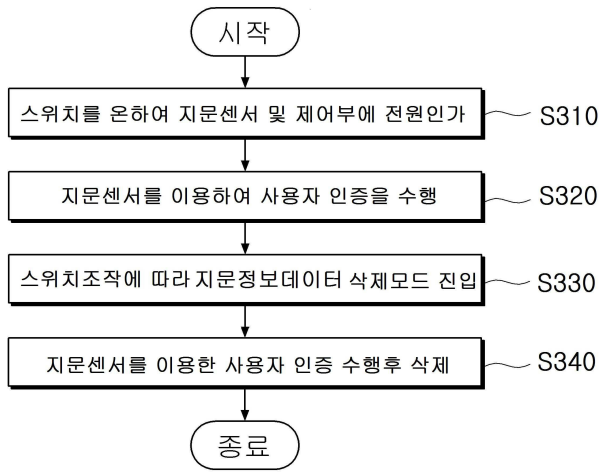 시작
스위치를 온하여 지문센서 및 제어부에 전원인가
S310
지문센서를 이용하여 사용자 인증을 수행
S320
스위치조작에 따라 지문정보데이터 삭제모드 진입
S330
지문센서를 이용한 사용자 인증 수행후 삭제
S340
종료